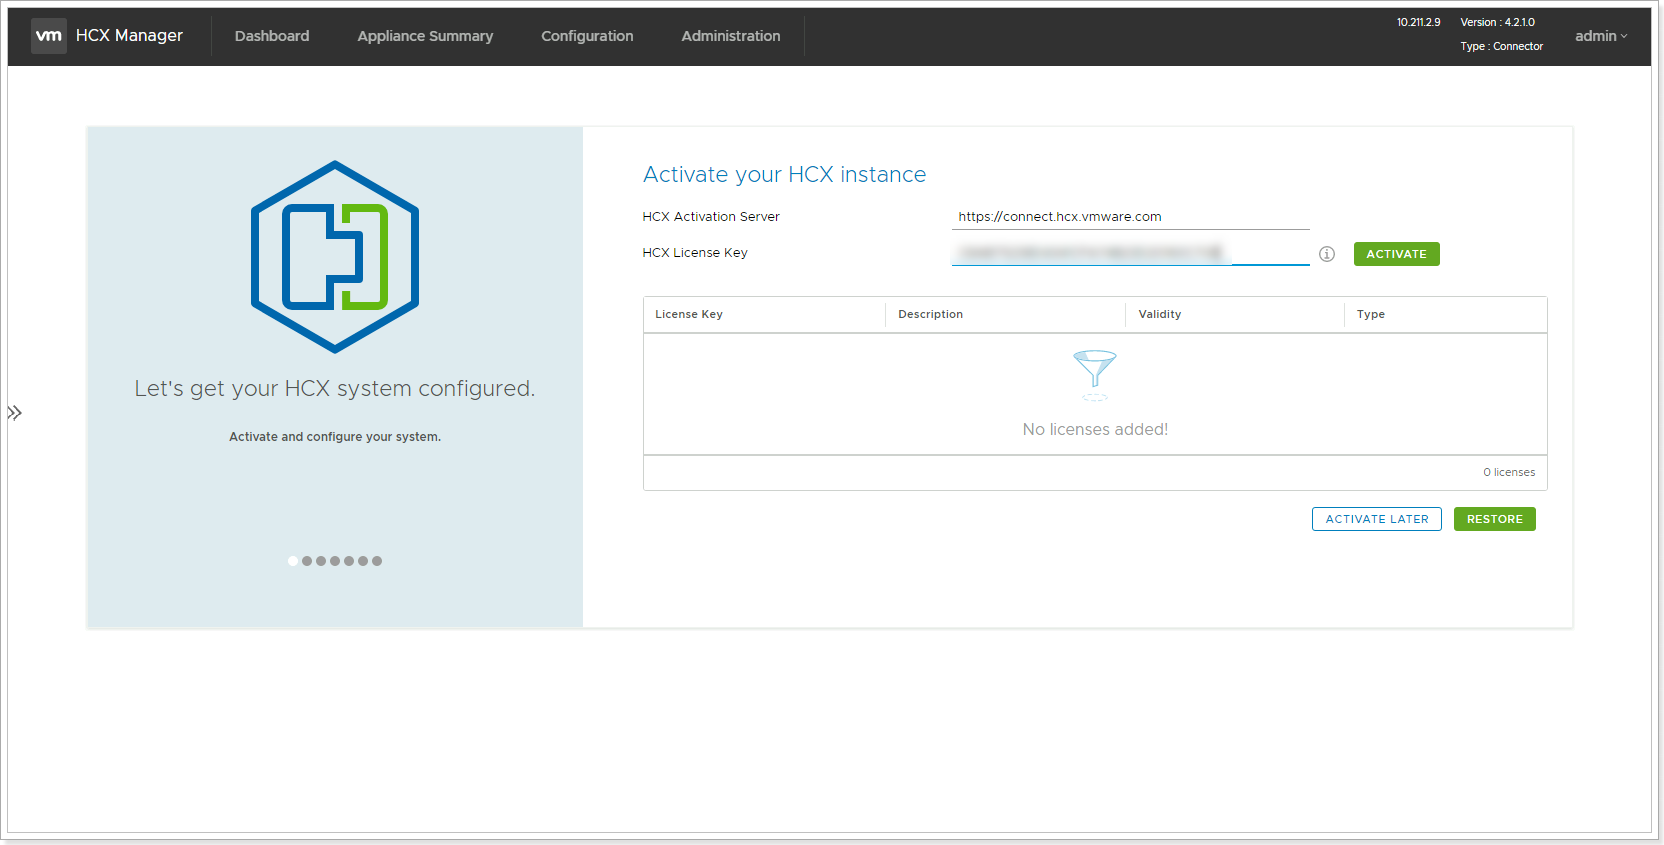 vm HCX Manager Dashboard Appliance Summary Configuration Administration 10.211.2.9 Version : 4.2.1.0
Type : Connector
admin
Activate your HCX instance
HCX Activation Server https://connect.hcx.vmware.com
HCX License Key ACTIVATE
License Key Description Validity Type
No licenses added!
0 licenses
ACTIVATE LATER RESTORE
Let's get your HCX system configured.
Activate and configure your system.